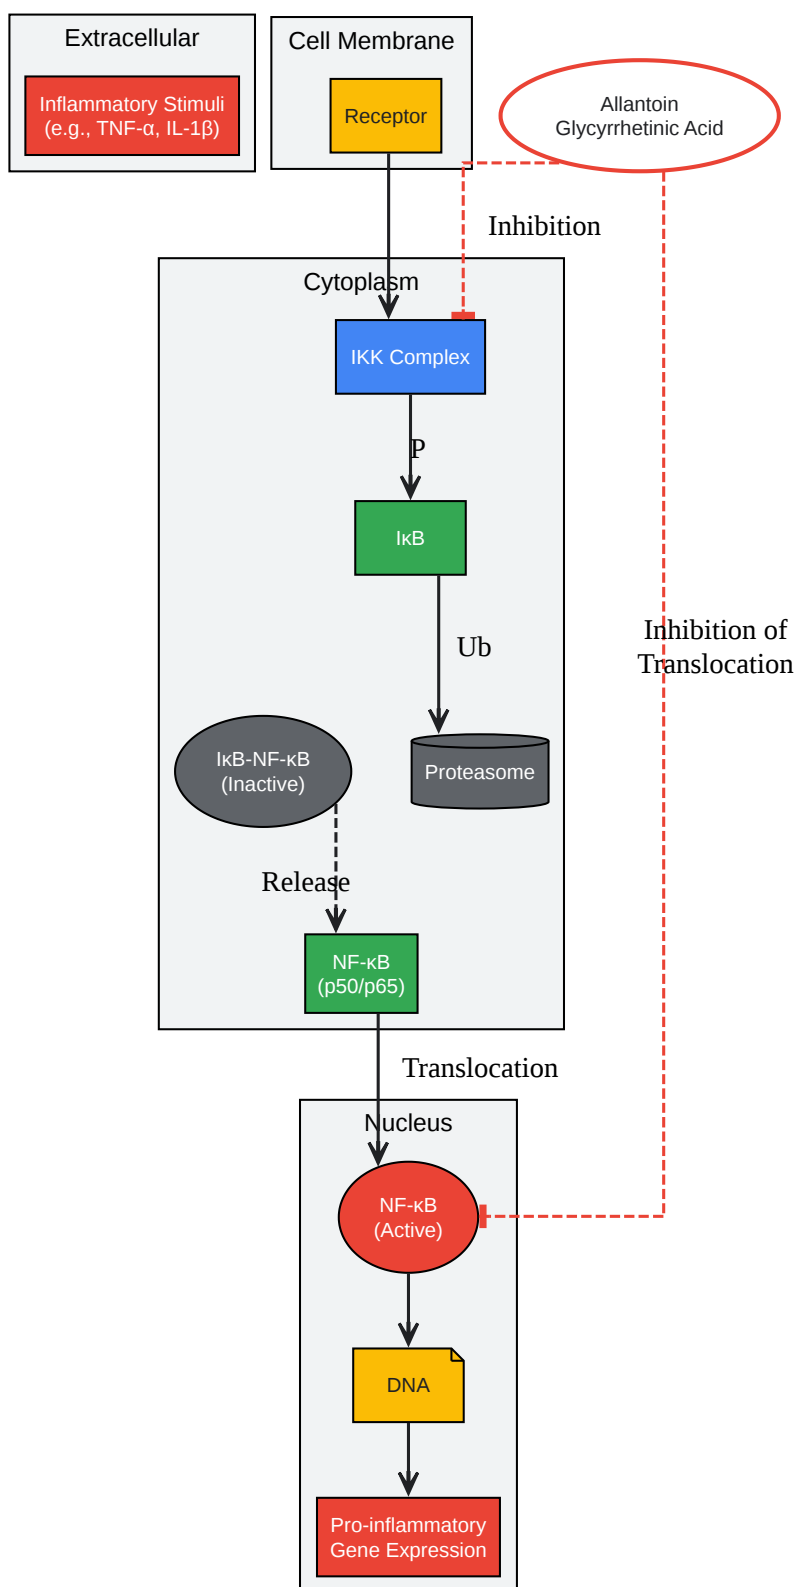 Extracellular
Inflammatory Stimuli
(e.g., TNF-α, IL-1β)
Cell Membrane
Receptor
Allantoin
Glycyrrhetinic Acid
Inhibition
Cytoplasm
IKK Complex
P
IκB
Ub
Inhibition of
Translocation
IκB-NF-κB
(Inactive)
Proteasome
Release
NF-κB
(p50/p65)
Translocation
Nucleus
NF-κB
(Active)
DNA
Pro-inflammatory
Gene Expression